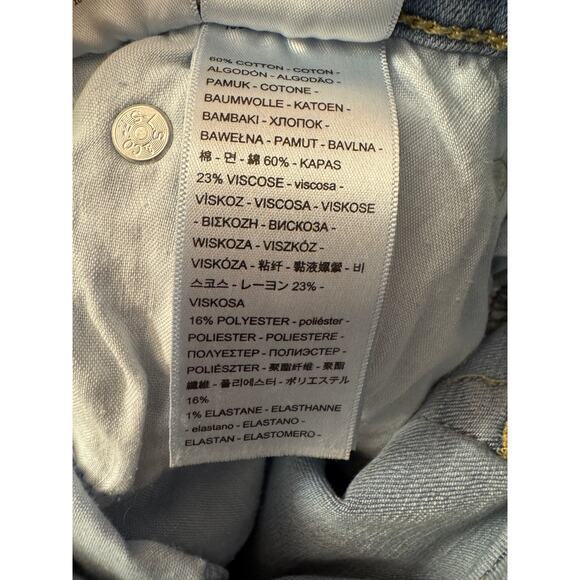 60% COTTON - COTON -
ALGODÓN - ALGODÃO -
PAMUK - COTONE -
BAUMWOLLE - KATOEN -
BAMBAKI - ХЛОПОК -
BAWEŁNA - PAMUT - BAVLNA
棉 - 면 - 綿 60% - KAPAS
23% VISCOSE - viscosa -
VİSKOZ - VISCOSA - VISKOSE
- ΒΙΣΚΟΖΗ - ВИСКОЗА -
WISKOZA - VISZKÓZ -
VISKÓZA - 粘纤 - 黏液嫘縈 - 비
스코스 - レーヨン 23% -
VISKOSA
16% POLYESTER - poliéster -
POLIESTER - POLIESTERE -
ΠΟΛΥΕΣΤΕΡ - ПОЛИЭСТЕР -
POLIÉSZTER - 聚酯纤维 - 聚酯
纖維 - 폴리에스터 - ポリエステル
16%
1% ELASTANE - ELASTHANNE
- elastano - ELASTANO -
ELASTAN - ELASTOMERO -
LS&CO